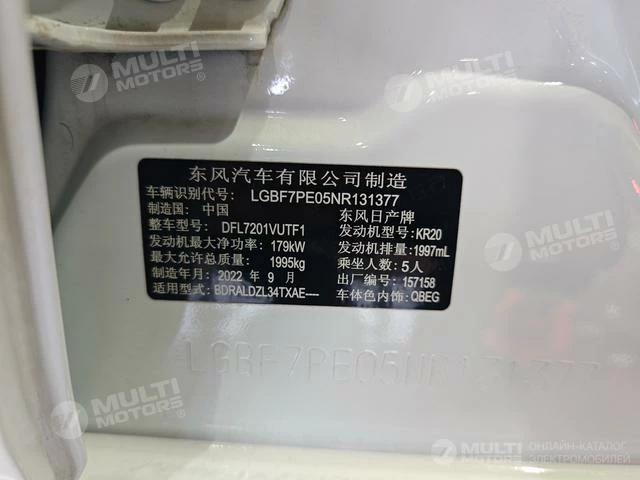 MULTI
MOTORS
MULTI
MOTORS
东风汽车有限公司制造
车辆识别代号: LGBF7PE05NR131377
制造国: 中国 东风日产牌
整车型号: DFL7201VUTF1 发动机型号: KR20
发动机最大净功率: 179kW 发动机排量: 1997mL
最大允许总质量: 1995kg 乘坐人数: 5人
制造年月: 2022 年 9 月 出厂编号: 157158
适用型式: BDRALDZL34TXAE---- 车体色内饰: QBEG
LGBF7PE05NR131377
MULTI
MOTORS
MULTI
MOTORS
ОНЛАЙН-КАТАЛОГ
ЭЛЕКТРОМОБИЛЕЙ